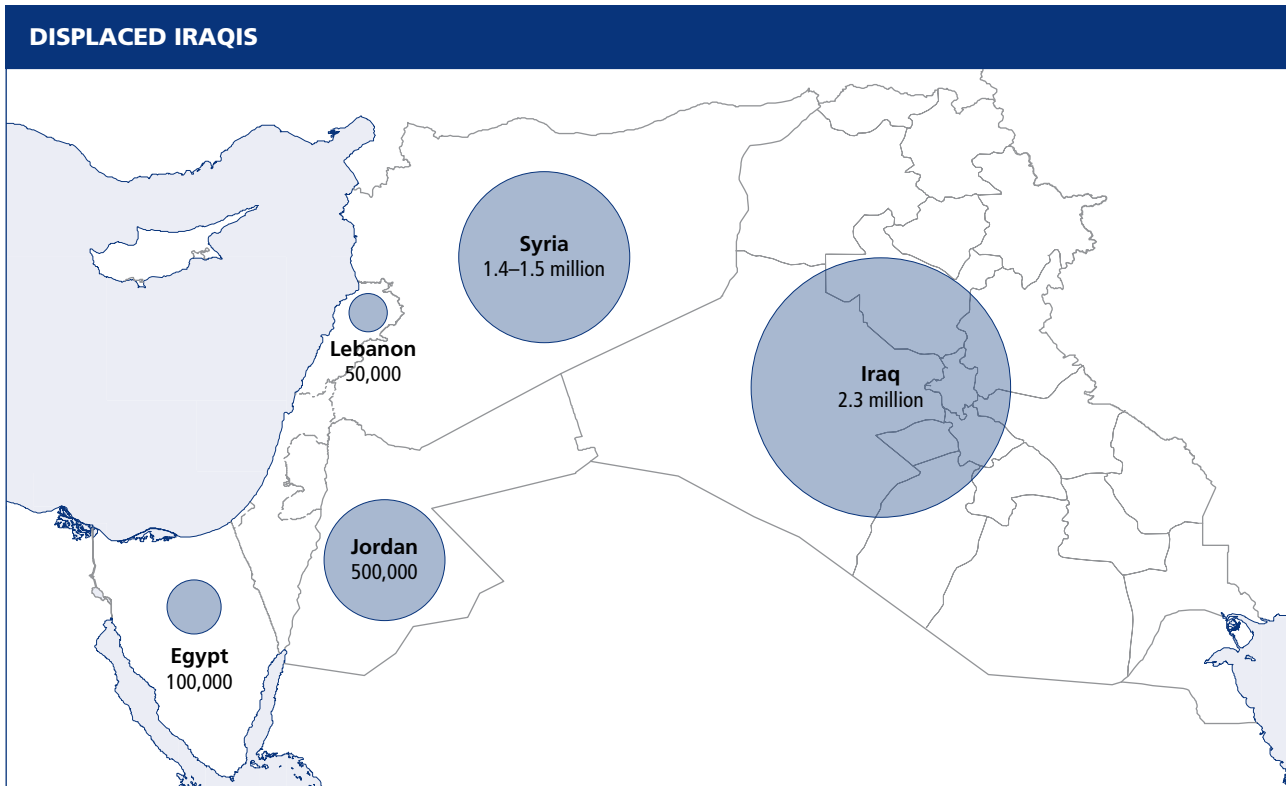 DISPLACED IRAQIS
Syria
1.4–1.5 million
Lebanon
50,000
Iraq
2.3 million
Jordan
500,000
Egypt
100,000